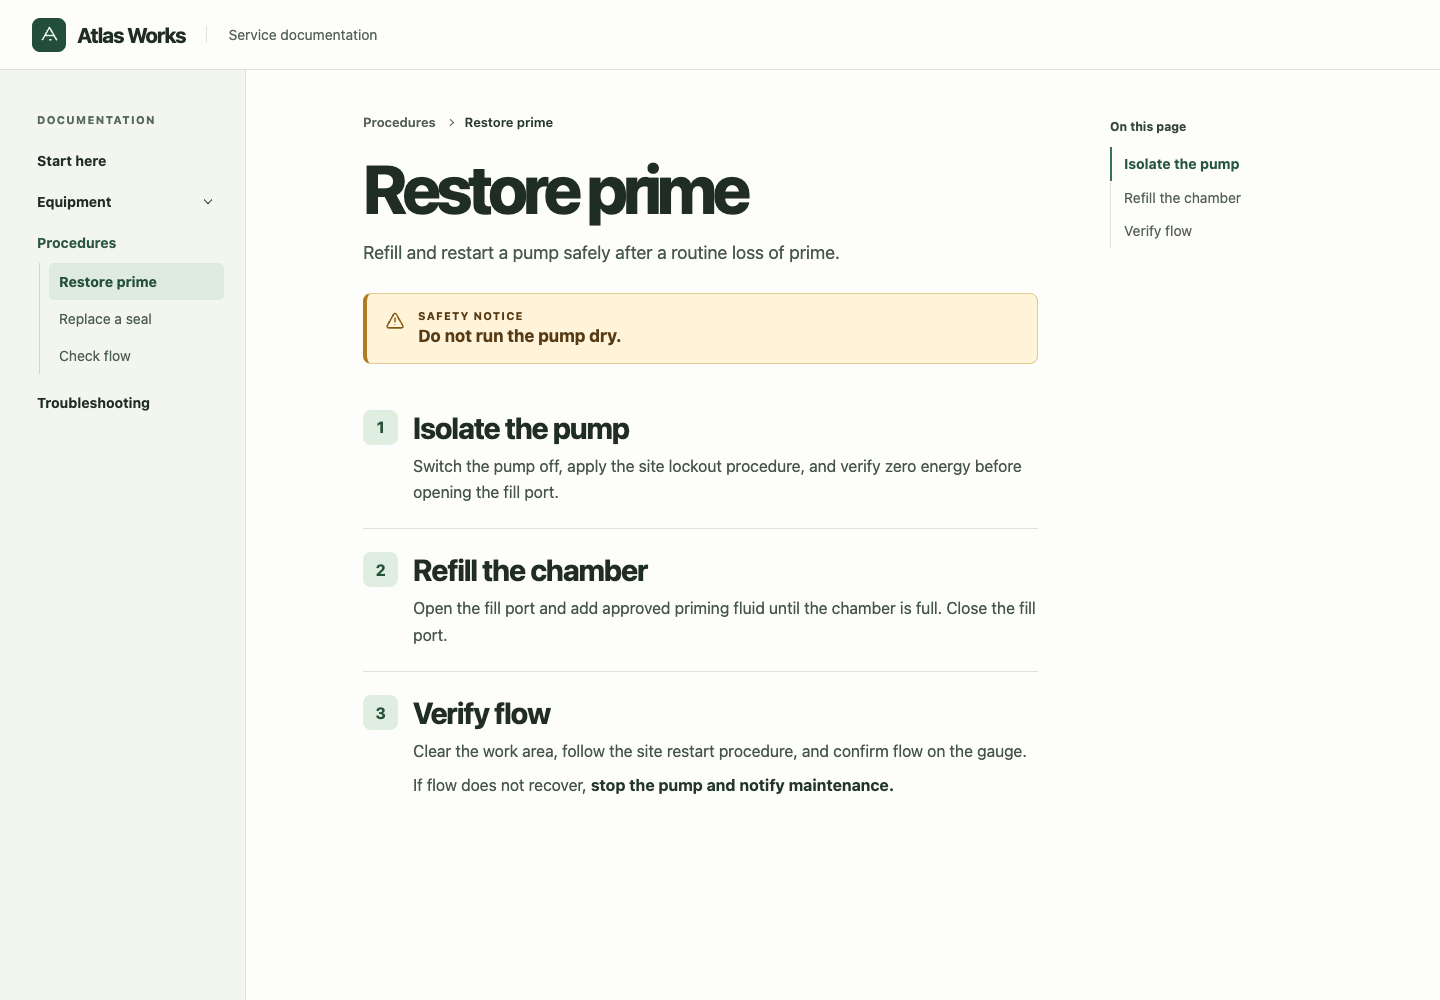 Atlas Works
Service documentation
DOCUMENTATION
Start here
Equipment
Procedures
Restore prime
Replace a seal
Check flow
Troubleshooting
Procedures > Restore prime
Restore prime
Refill and restart a pump safely after a routine loss of prime.
SAFETY NOTICE
Do not run the pump dry.
1 Isolate the pump
Switch the pump off, apply the site lockout procedure, and verify zero energy before
opening the fill port.
2 Refill the chamber
Open the fill port and add approved priming fluid until the chamber is full. Close the fill
port.
3 Verify flow
Clear the work area, follow the site restart procedure, and confirm flow on the gauge.
If flow does not recover, stop the pump and notify maintenance.
On this page
Isolate the pump
Refill the chamber
Verify flow